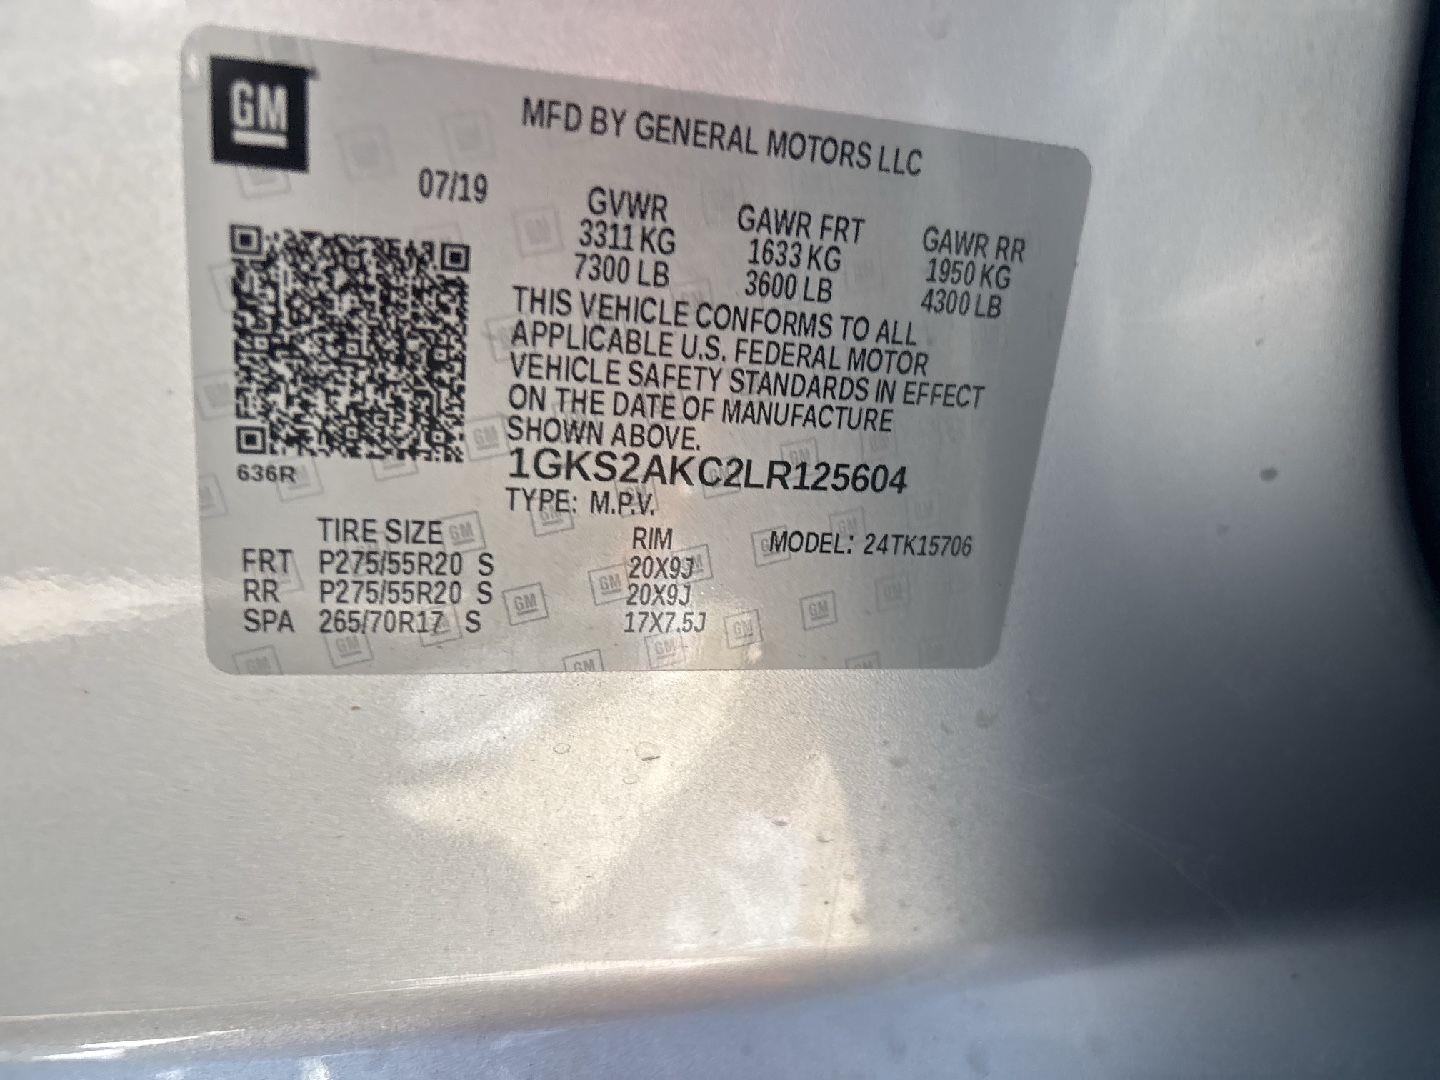 GM
MFD BY GENERAL MOTORS LLC
07/19
GVWR GAWR FRT GAWR RR
3311 KG 1633 KG 1950 KG
7300 LB 3600 LB 4300 LB
THIS VEHICLE CONFORMS TO ALL
APPLICABLE U.S. FEDERAL MOTOR
VEHICLE SAFETY STANDARDS IN EFFECT
ON THE DATE OF MANUFACTURE
SHOWN ABOVE.
636R
1GKS2AKC2LR125604
TYPE: M.P.V.
TIRE SIZE RIM MODEL: 24TK15706
FRT P275/55R20 S 20X9J
RR P275/55R20 S 20X9J
SPA 265/70R17 S 17X7.5J